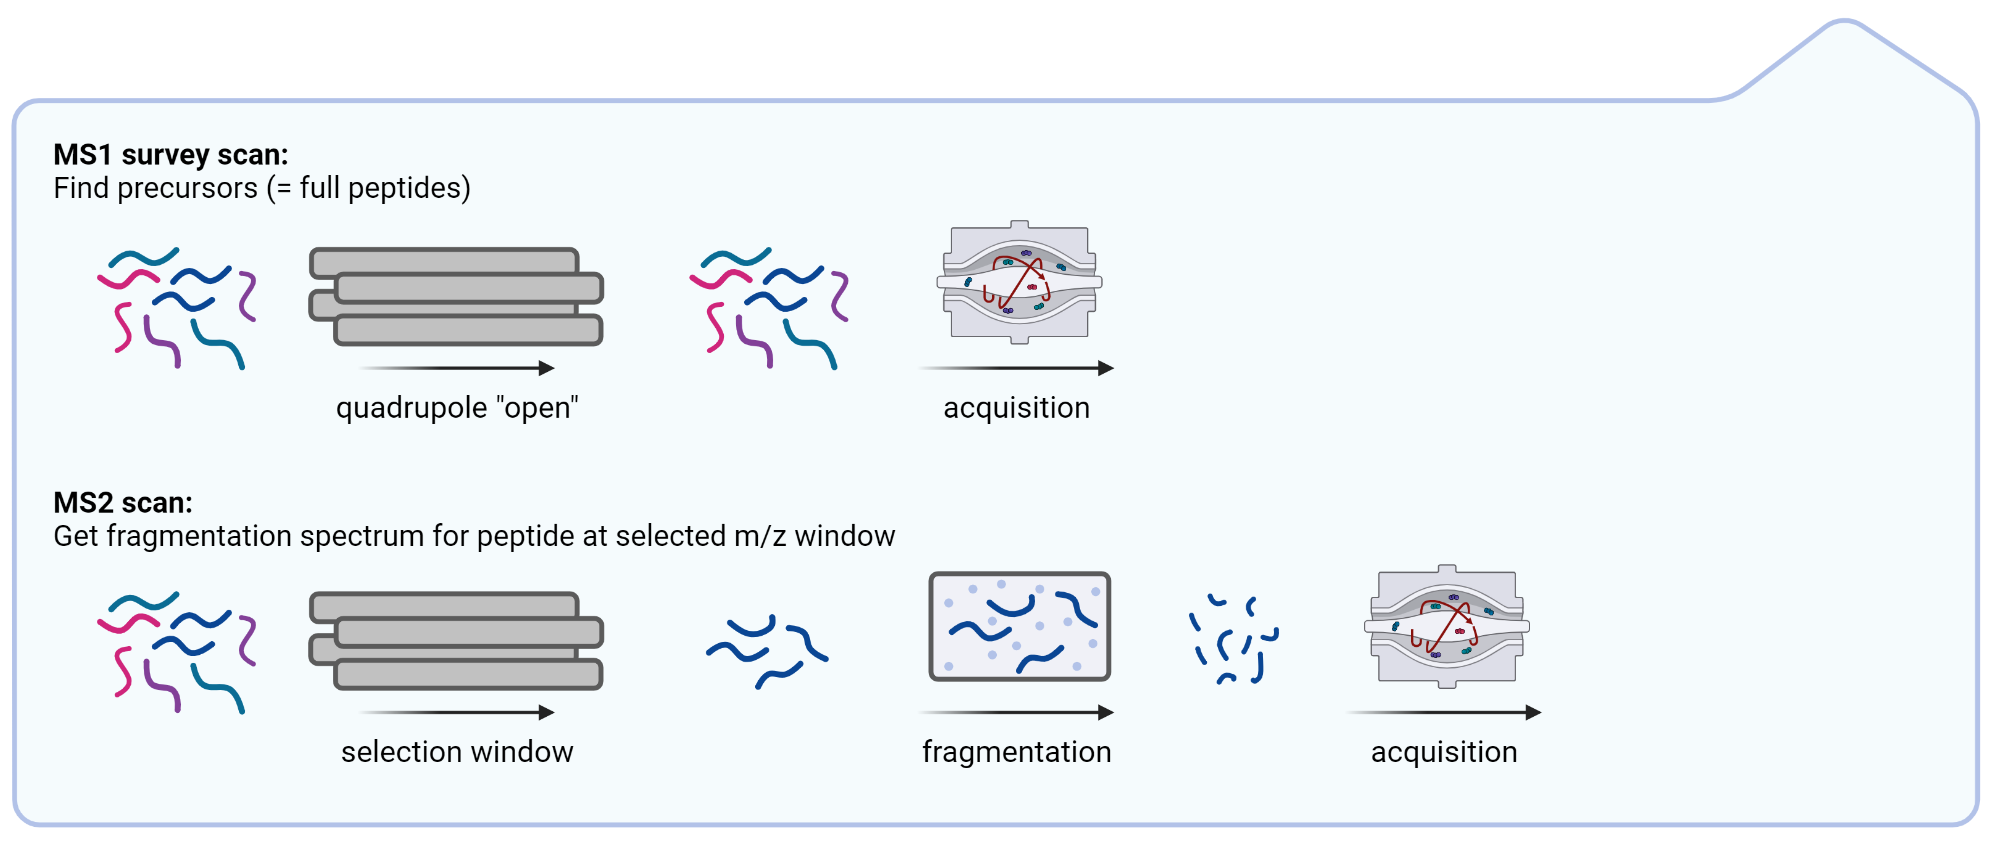 MS1 survey scan:
Find precursors (= full peptides)
quadrupole "open"
acquisition
MS2 scan:
Get fragmentation spectrum for peptide at selected m/z window
selection window
fragmentation
acquisition